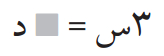 ٣س = ■ د